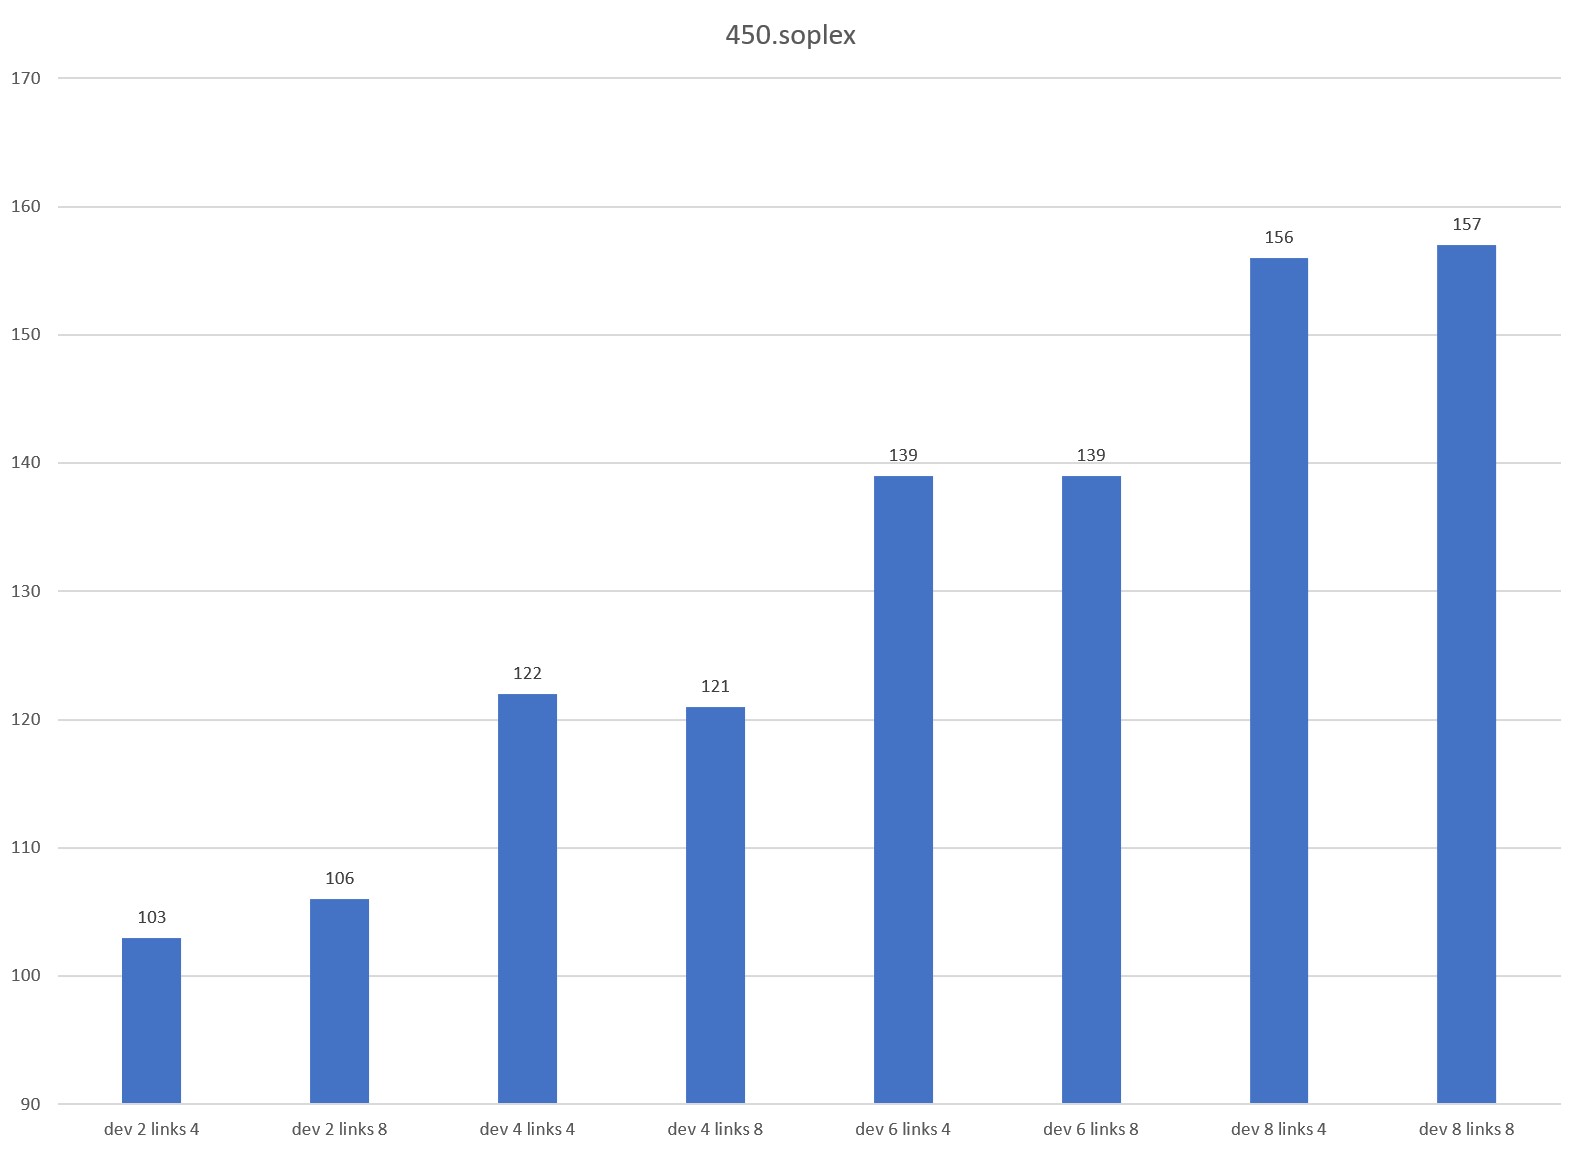 450.soplex
170
160
150
140
130
120
110
100
90
103
106
122
121
139
139
156
157
dev 2 links 4
dev 2 links 8
dev 4 links 4
dev 4 links 8
dev 6 links 4
dev 6 links 8
dev 8 links 4
dev 8 links 8